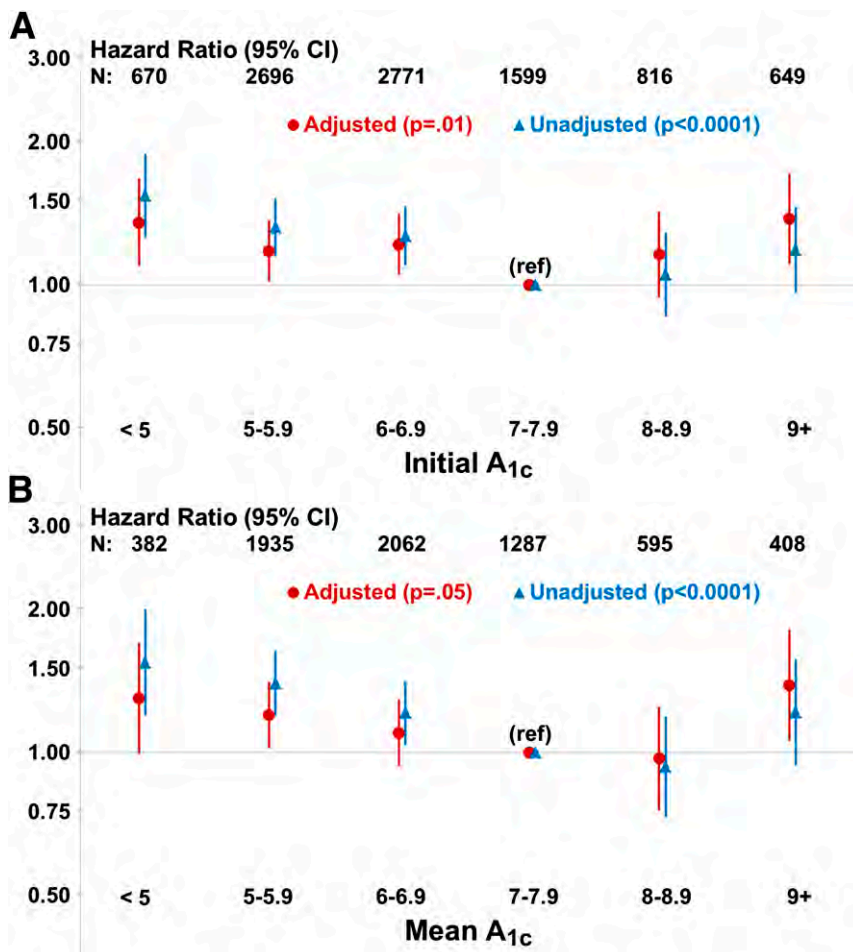 A
Hazard Ratio (95% CI)
N: 670 2696 2771 1599 816 649
3.00
Adjusted (p=.01) Unadjusted (p<0.0001)
2.00
1.50
(ref)
1.00
0.75
0.50
< 5 5-5.9 6-6.9 7-7.9 8-8.9 9+
Initial A1c
B
Hazard Ratio (95% CI)
3.00
N: 382 1935 2062 1287 595 408
Adjusted (p=.05) Unadjusted (p<0.0001)
2.00
1.50
(ref)
1.00
0.75
0.50
< 5 5-5.9 6-6.9 7-7.9 8-8.9 9+
Mean A1c